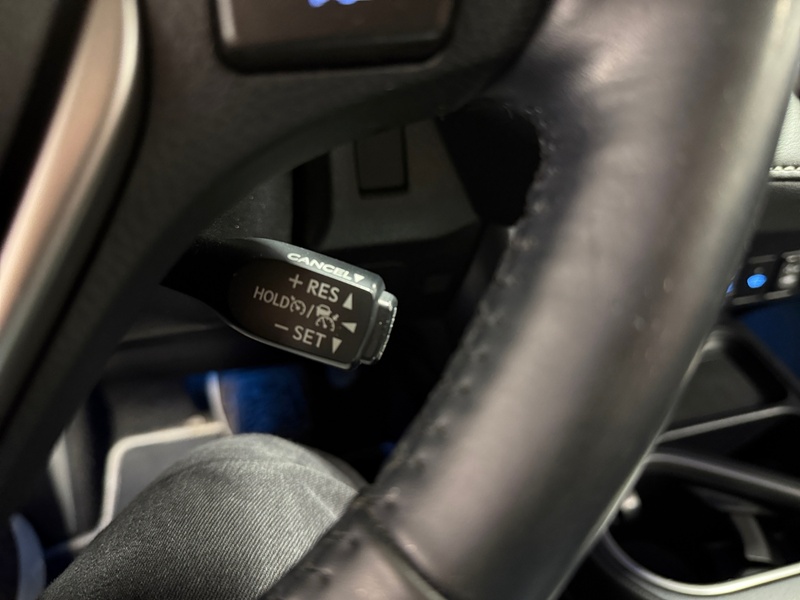 CANCEL▼
+ RES ▲
HOLD / ◀
− SET ▼